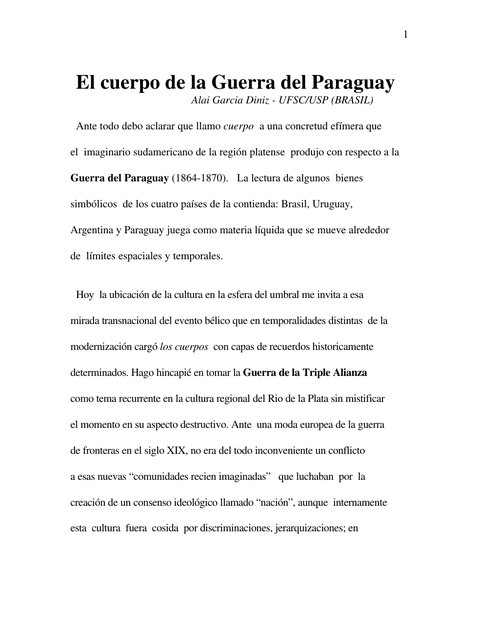 1
El cuerpo de la Guerra del Paraguay
Alai Garcia Diniz - UFSC/USP (BRASIL)
Ante todo debo aclarar que llamo cuerpo a una concretud efímera que
el imaginario sudamericano de la región platense produjo con respecto a la
Guerra del Paraguay (1864-1870). La lectura de algunos bienes
simbólicos de los cuatro países de la contienda: Brasil, Uruguay,
Argentina y Paraguay juega como materia líquida que se mueve alrededor
de límites espaciales y temporales.
Hoy la ubicación de la cultura en la esfera del umbral me invita a esa
mirada transnacional del evento bélico que en temporalidades distintas de la
modernización cargó los cuerpos con capas de recuerdos historicamente
determinados. Hago hincapié en tomar la Guerra de la Triple Alianza
como tema recurrente en la cultura regional del Rio de la Plata sin mistificar
el momento en su aspecto destructivo. Ante una moda europea de la guerra
de fronteras en el siglo XIX, no era del todo inconveniente un conflicto
a esas nuevas “comunidades recien imaginadas” que luchaban por la
creación de un consenso ideológico llamado “nación”, aunque internamente
esta cultura fuera cosida por discriminaciones, jerarquizaciones; en